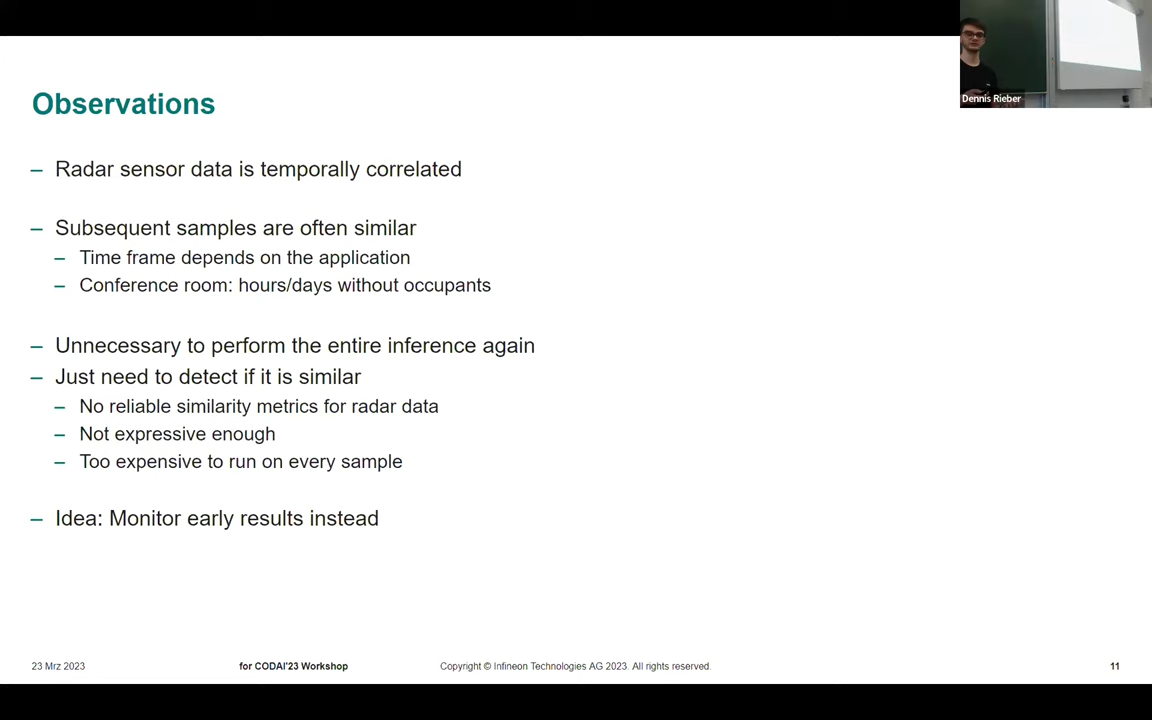 Observations
– Radar sensor data is temporally correlated
– Subsequent samples are often similar
– Time frame depends on the application
– Conference room: hours/days without occupants
– Unnecessary to perform the entire inference again
– Just need to detect if it is similar
– No reliable similarity metrics for radar data
– Not expressive enough
– Too expensive to run on every sample
– Idea: Monitor early results instead
23 Mrz 2023 for CODAI'23 Workshop Copyright © Infineon Technologies AG 2023. All rights reserved. 11
Dennis Rieber